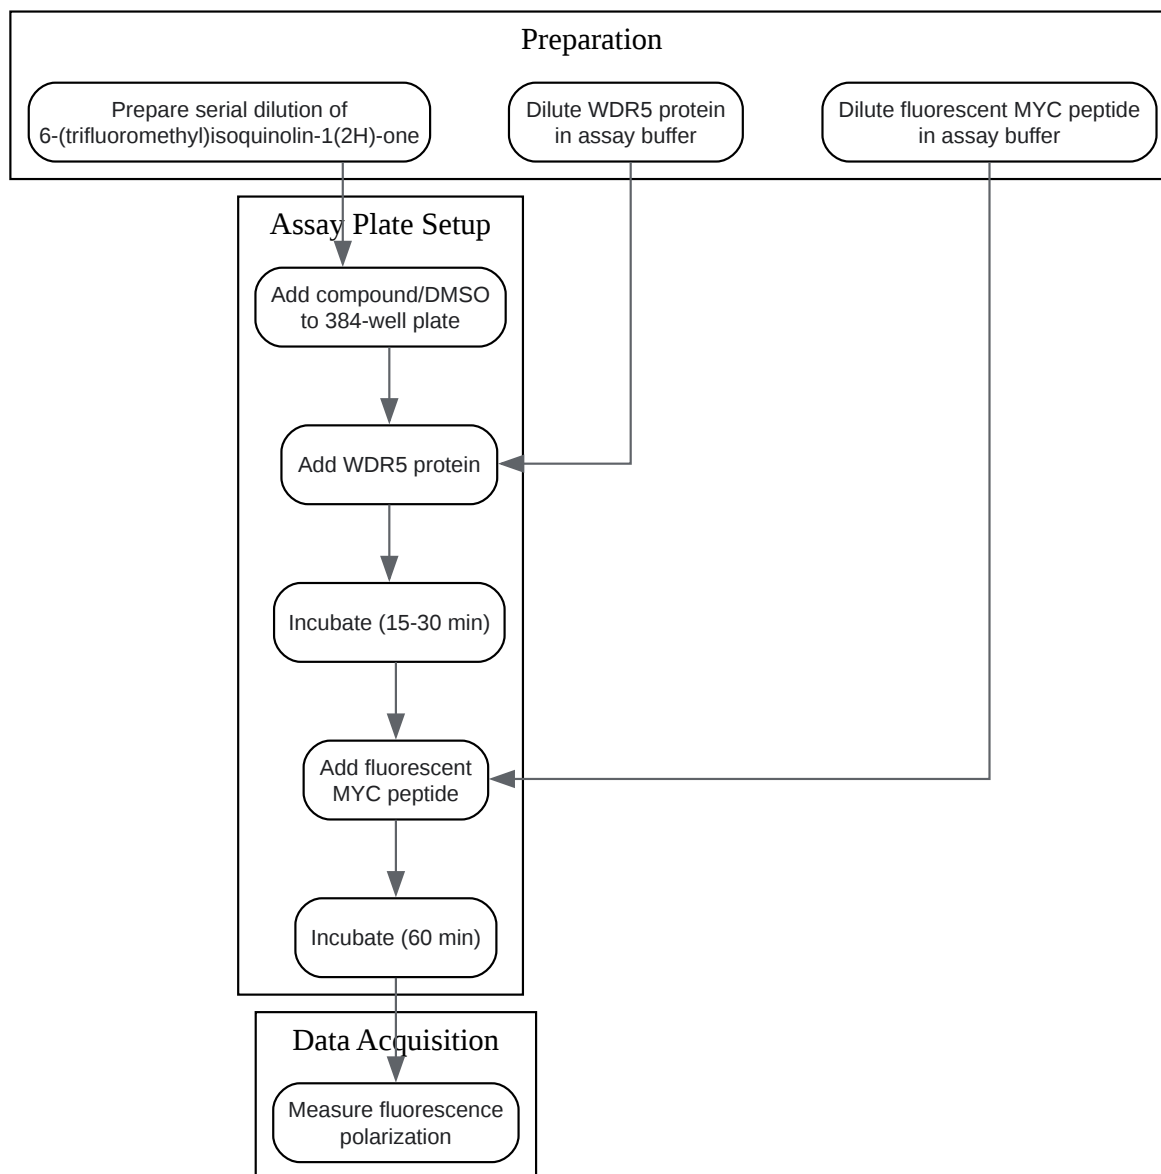 Preparation
Prepare serial dilution of
6-(trifluoromethyl)isoquinolin-1(2H)-one
Dilute WDR5 protein
in assay buffer
Dilute fluorescent MYC peptide
in assay buffer
Assay Plate Setup
Add compound/DMSO
to 384-well plate
Add WDR5 protein
Incubate (15-30 min)
Add fluorescent
MYC peptide
Incubate (60 min)
Data Acquisition
Measure fluorescence
polarization